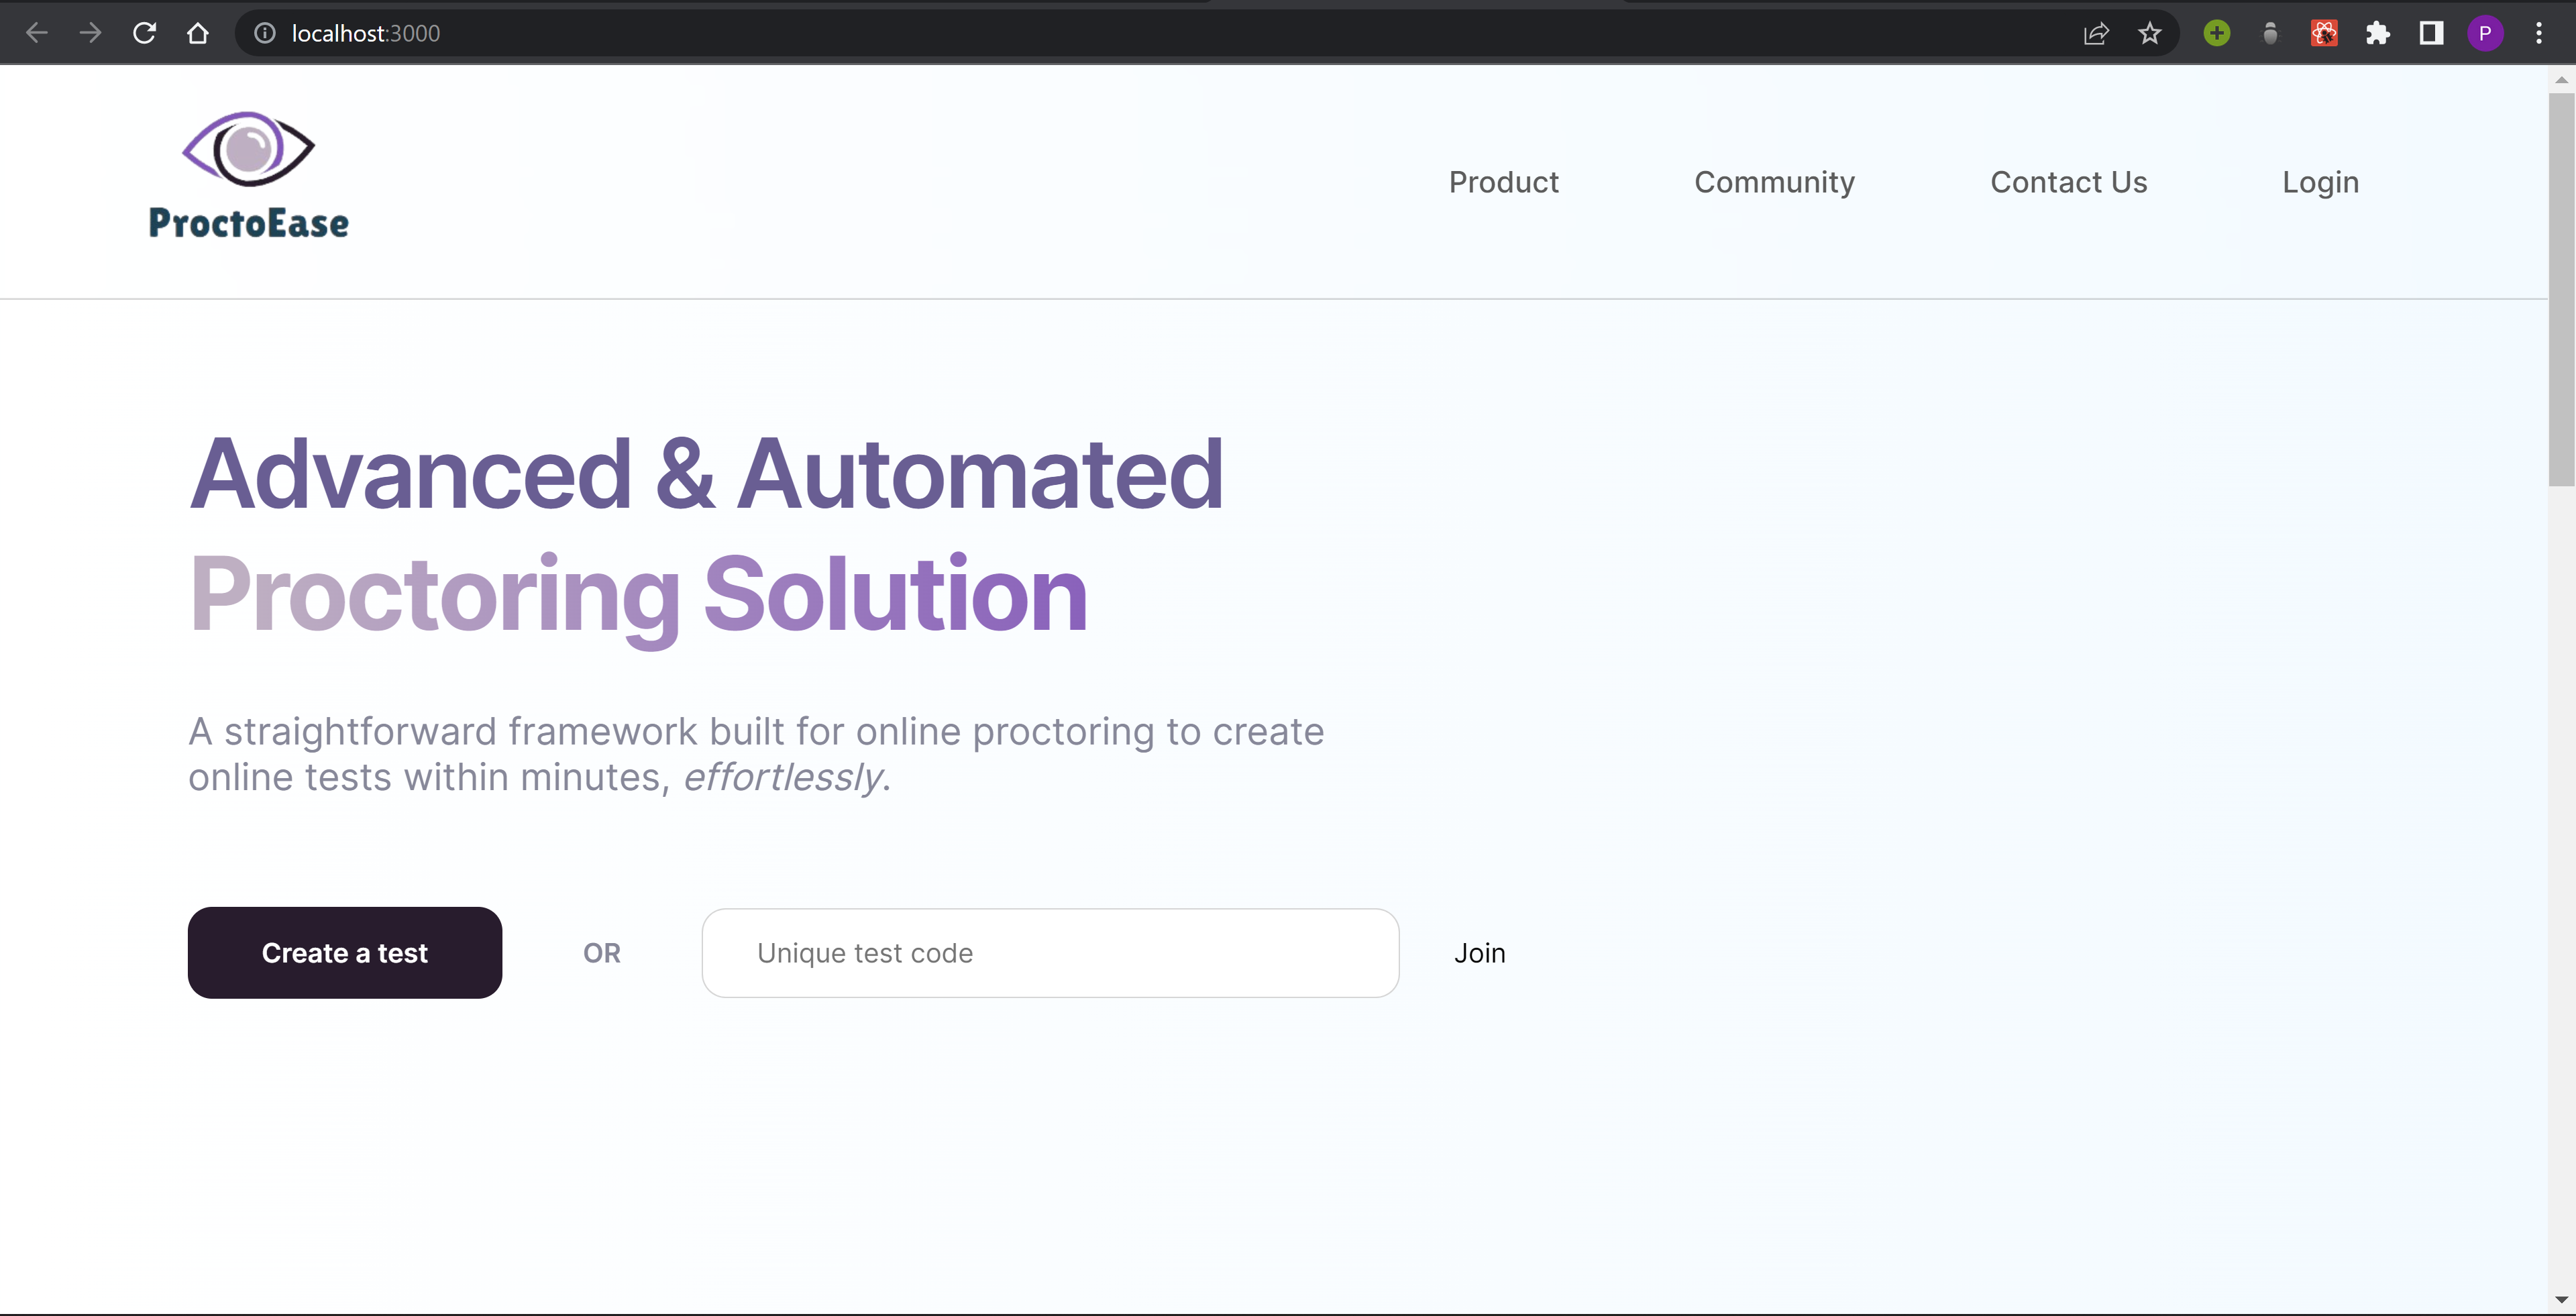 localhost:3000
P
ProctoEase
Product Community Contact Us Login
Advanced & Automated
Proctoring Solution
A straightforward framework built for online proctoring to create
online tests within minutes, effortlessly.
Create a test OR Unique test code Join